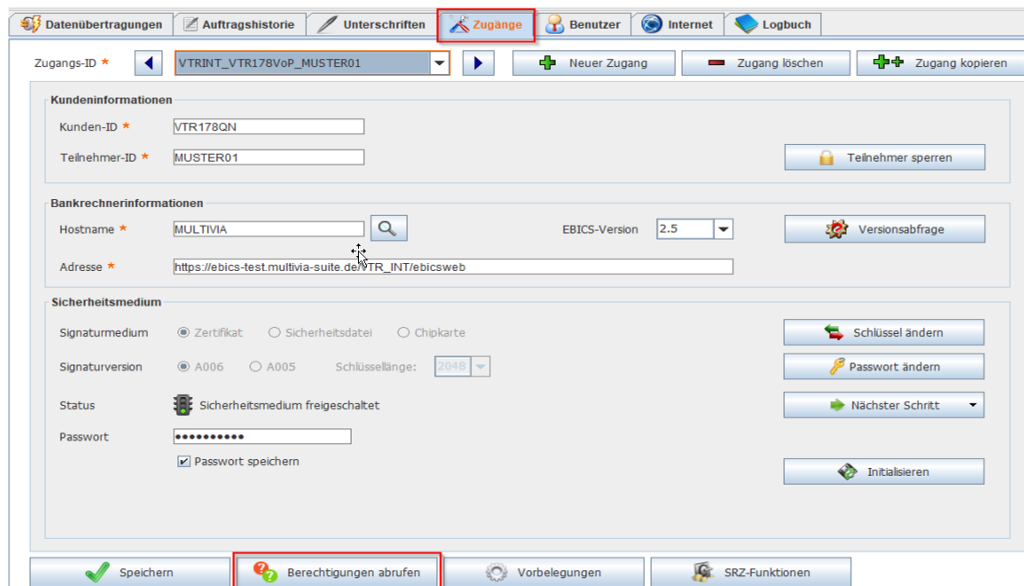 Datenübertragungen Auftragshistorie Unterschriften Zugänge Benutzer Internet Logbuch
Zugangs-ID * VTRINT_VTR178VoP_MUSTER01 Neuer Zugang Zugang löschen Zugang kopieren
Kundeninformationen
Kunden-ID * VTR178QN
Teilnehmer-ID * MUSTER01 Teilnehmer sperren
Bankrechnerinformationen
Hostname * MULTIVIA EBICS-Version 2.5 Versionsabfrage
Adresse * https://ebics-test.multivia-suite.de/VTR_INT/ebicsweb
Sicherheitsmedium
Signaturmedium Zertifikat Sicherheitsdatei Chipkarte Schlüssel ändern
Signaturversion A006 A005 Schlüssellänge: 2048 Passwort ändern
Status Sicherheitsmedium freigeschaltet Nächster Schritt
Passwort ••••••••••
Passwort speichern Initialisieren
Speichern Berechtigungen abrufen Vorbelegungen SRZ-Funktionen